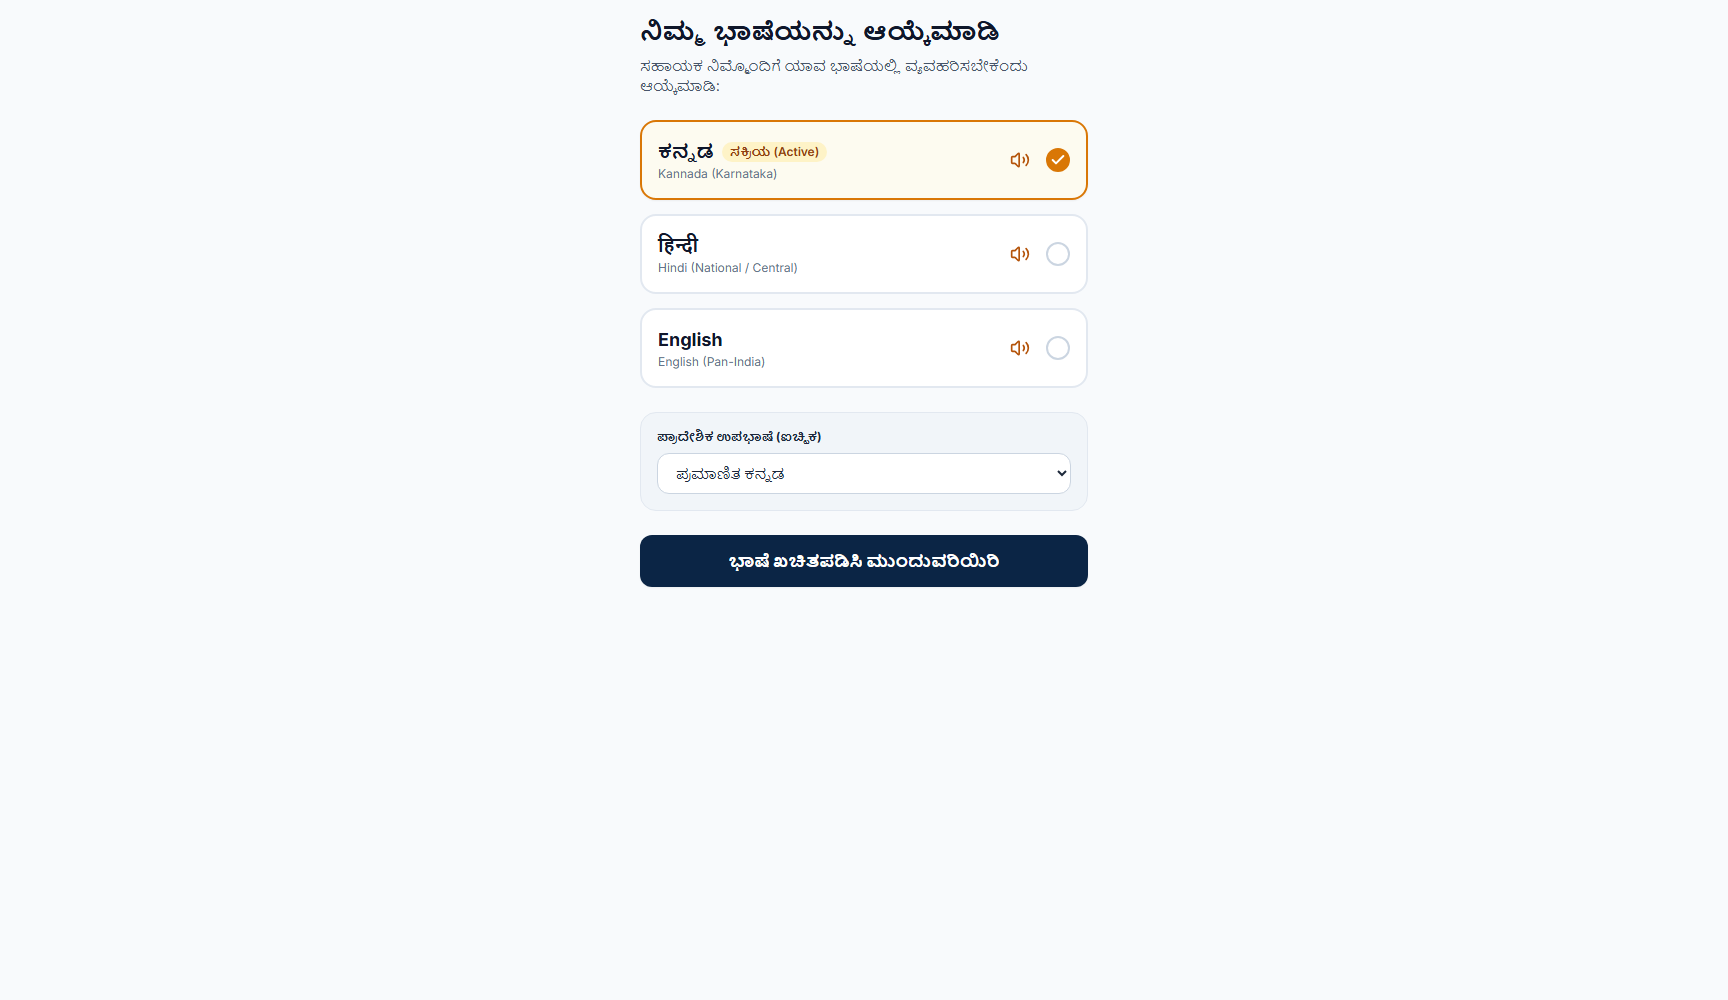 ನಿಮ್ಮ ಭಾಷೆಯನ್ನು ಆಯ್ಕೆಮಾಡಿ
ಸಹಾಯಕ ನಿಮ್ಮೊಂದಿಗೆ ಯಾವ ಭಾಷೆಯಲ್ಲಿ ವ್ಯವಹರಿಸಬೇಕೆಂದು
ಆಯ್ಕೆಮಾಡಿ:
ಕನ್ನಡ ಸಕ್ರಿಯ (Active)
Kannada (Karnataka)
हिन्दी
Hindi (National / Central)
English
English (Pan-India)
ಪ್ರಾದೇಶಿಕ ಉಪಭಾಷೆ (ಐಚ್ಛಿಕ)
ಪ್ರಮಾಣಿತ ಕನ್ನಡ
ಭಾಷೆ ಖಚಿತಪಡಿಸಿ ಮುಂದುವರಿಯಿರಿ